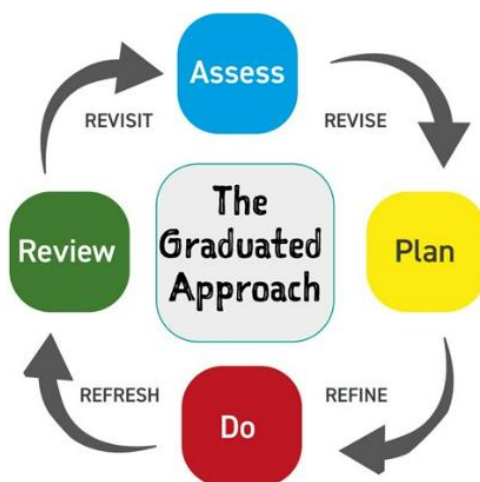 Assess
REVISIT
REVISE
The
Graduated
Approach
Review
Plan
REFRESH
REFINE
Do